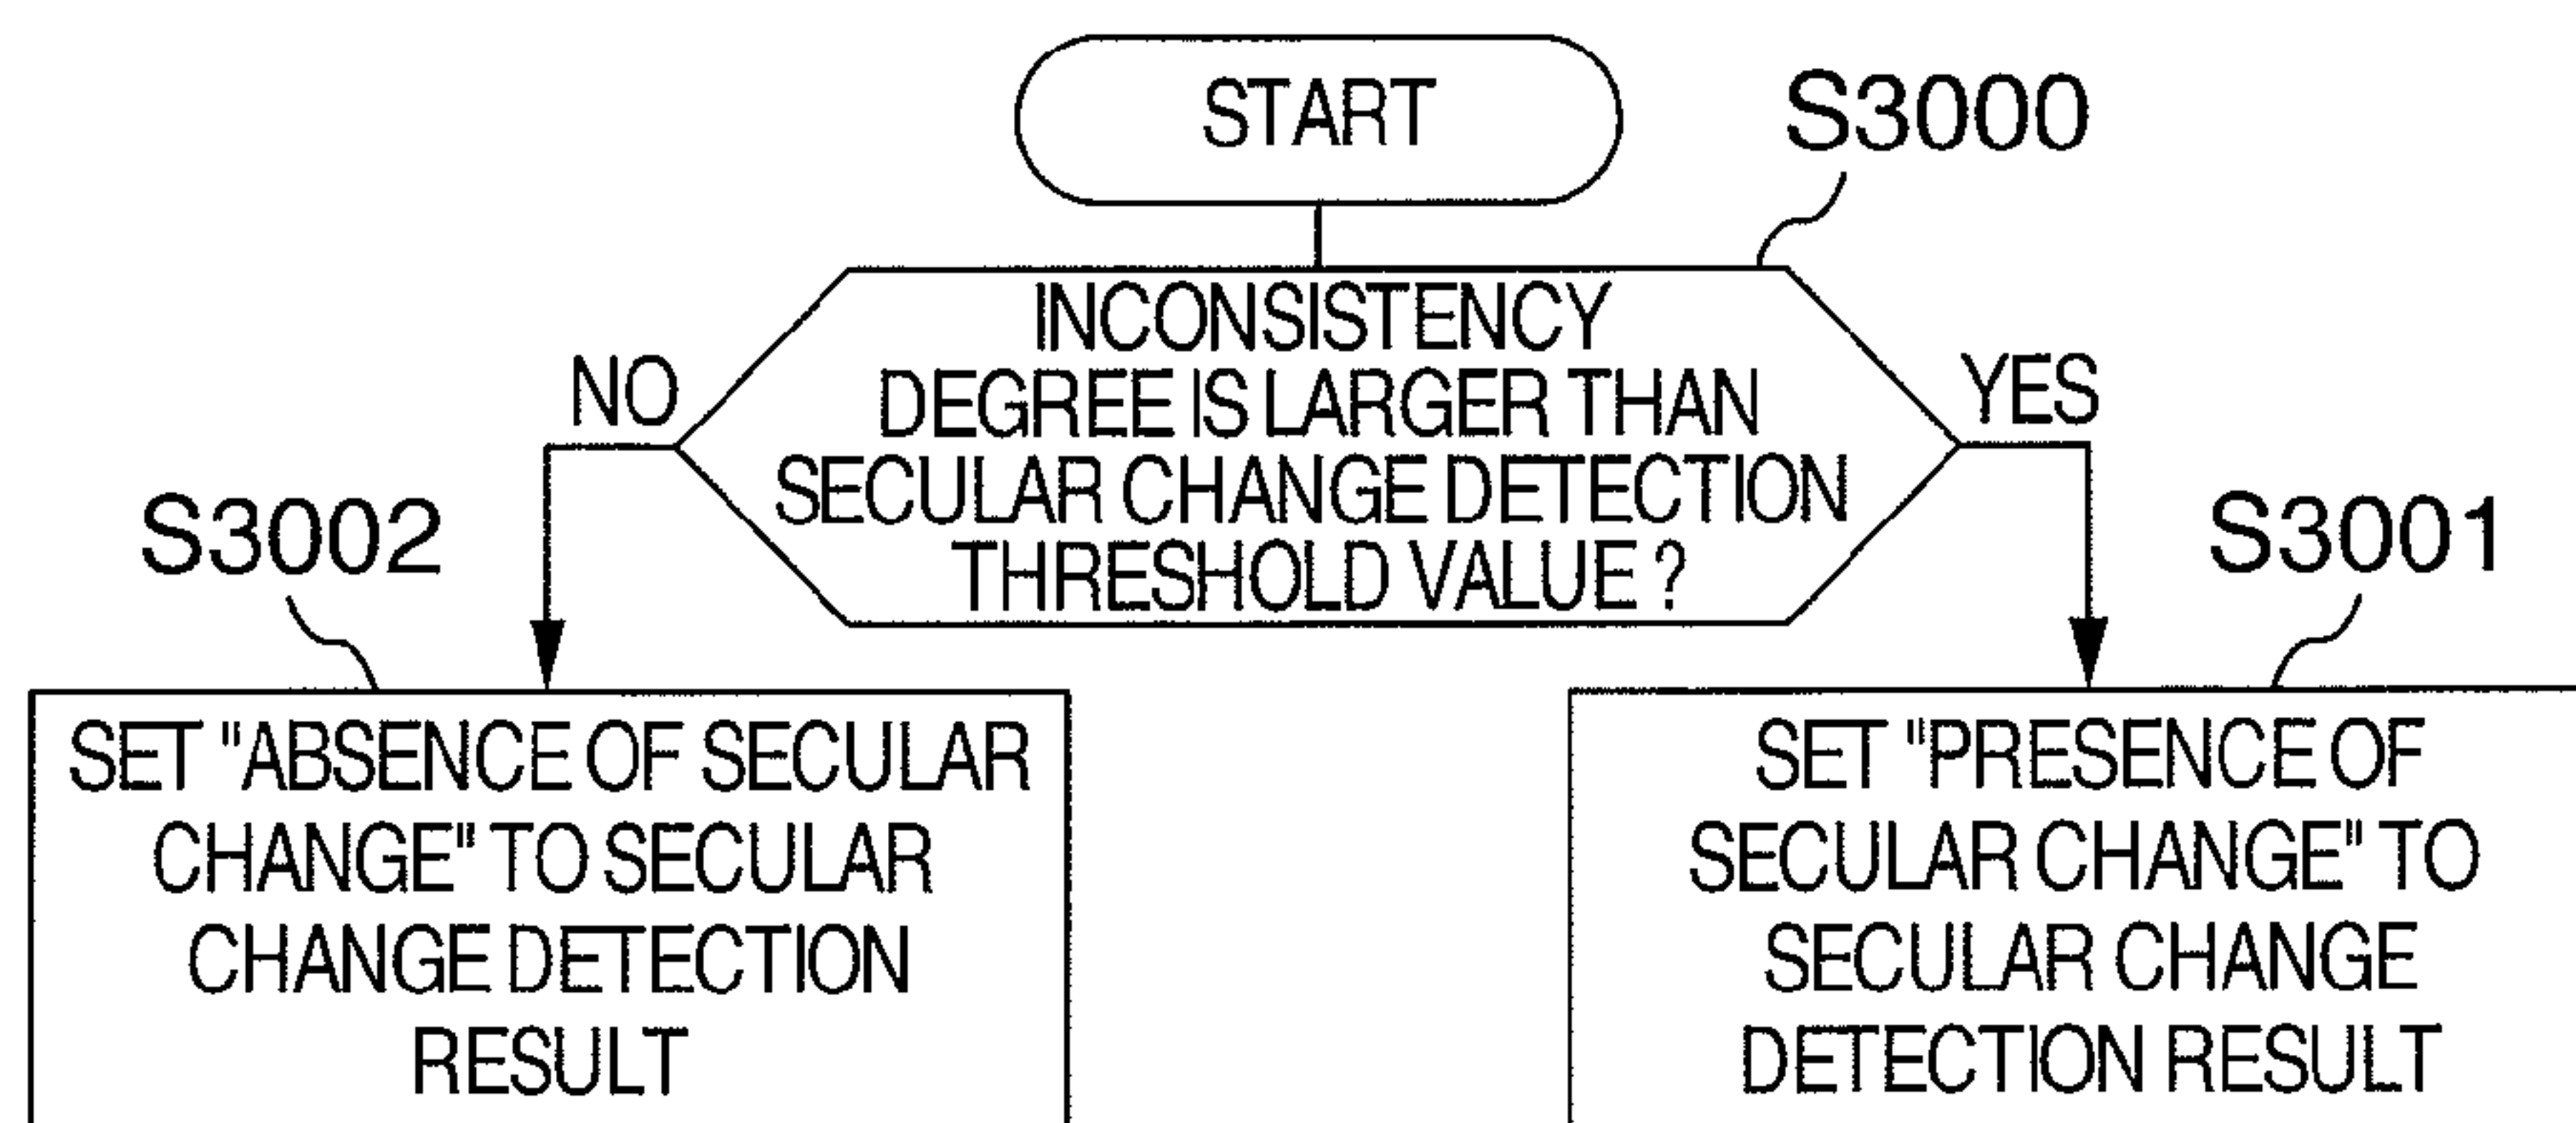 START
S3000
INCONSISTENCY
DEGREE IS LARGER THAN
SECULAR CHANGE DETECTION
THRESHOLD VALUE ?
NO
YES
S3002
S3001
SET "ABSENCE OF SECULAR
CHANGE" TO SECULAR
CHANGE DETECTION
RESULT
SET "PRESENCE OF
SECULAR CHANGE" TO
SECULAR CHANGE
DETECTION RESULT